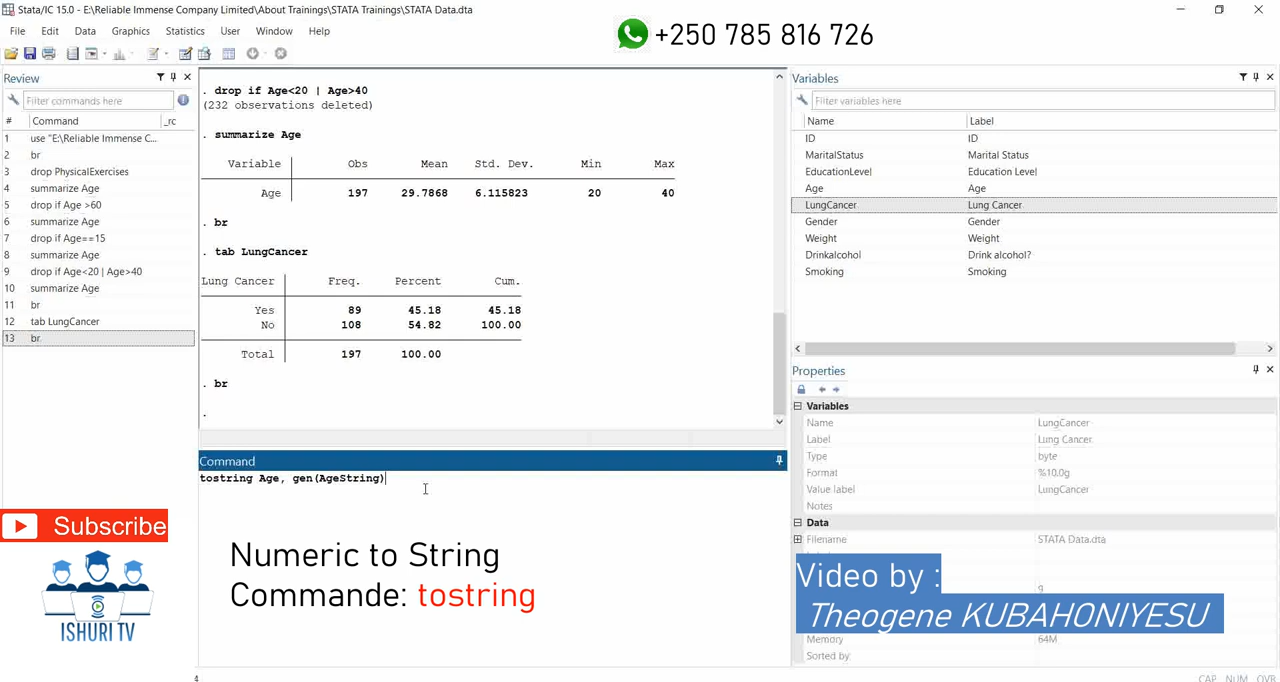 Stata/IC 15.0 - E:\Reliable Immense Company Limited\About Trainings\STATA Trainings\STATA Data.dta
File Edit Data Graphics Statistics User Window Help
+250 785 816 726
Review
Filter commands here
# Command _rc
1 use "E:\Reliable Immense C...
2 br
3 drop PhysicalExercises
4 summarize Age
5 drop if Age >60
6 summarize Age
7 drop if Age==15
8 summarize Age
9 drop if Age<20 | Age>40
10 summarize Age
11 br
12 tab LungCancer
13 br
. drop if Age<20 | Age>40
(232 observations deleted)
. summarize Age
Variable Obs Mean Std. Dev. Min Max
Age 197 29.7868 6.115823 20 40
. br
. tab LungCancer
Lung Cancer Freq. Percent Cum.
Yes 89 45.18 45.18
No 108 54.82 100.00
Total 197 100.00
. br
.
Command
tostring Age, gen(AgeString)
Numeric to String
Commande: tostring
Variables
Filter variables here
Name Label
ID ID
MaritalStatus Marital Status
EducationLevel Education Level
Age Age
LungCancer Lung Cancer
Gender Gender
Weight Weight
Drinkalcohol Drink alcohol?
Smoking Smoking
Properties
Variables
Name LungCancer
Label Lung Cancer
Type byte
Format %10.0g
Value label LungCancer
Notes
Data
Filename STATA Data.dta
9
Video by :
Theogene KUBAHONIYESU
Memory 64M
Sorted by
Subscribe
ISHURI TV
CAP NUM OVR